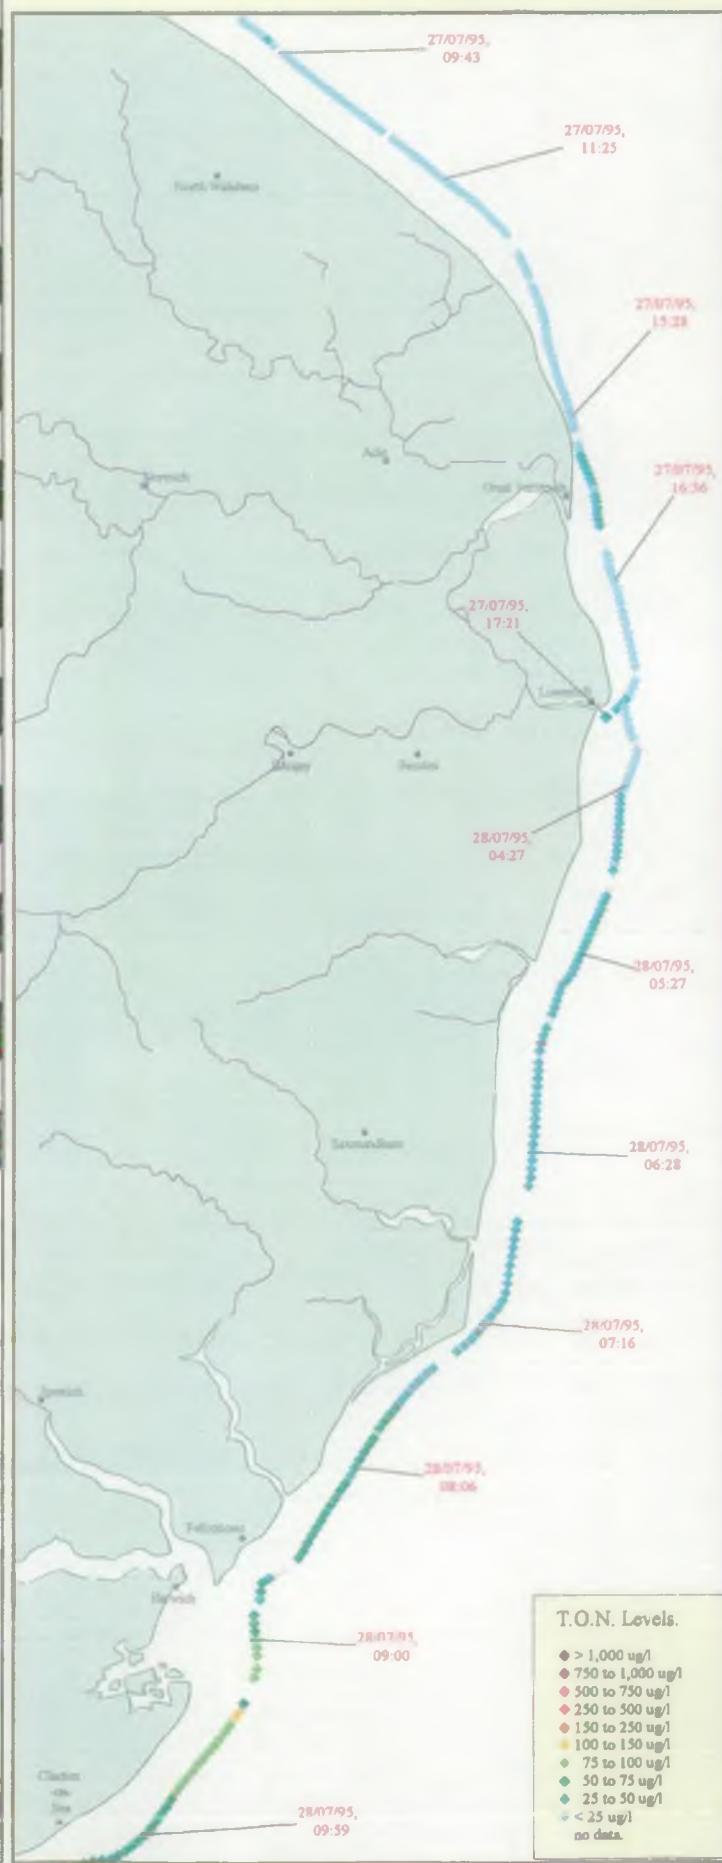 27/07/95,
09:43
27/07/95,
11:25
North Walsham
27/07/95,
15:28
Acle
Norwich
27/07/95,
16:36
Great Yarmouth
27/07/95,
17:21
Lowestoft
Bungay
Beccles
28/07/95,
04:27
28/07/95,
05:27
Saxmundham
28/07/95,
06:28
28/07/95,
07:16
Ipswich
28/07/95,
08:06
Felixstowe
Harwich
28/07/95,
09:00
Clacton
-on-
Sea
28/07/95,
09:59
T.O.N. Levels.
> 1,000 ug/l
750 to 1,000 ug/l
500 to 750 ug/l
250 to 500 ug/l
150 to 250 ug/l
100 to 150 ug/l
75 to 100 ug/l
50 to 75 ug/l
25 to 50 ug/l
< 25 ug/l
no data.